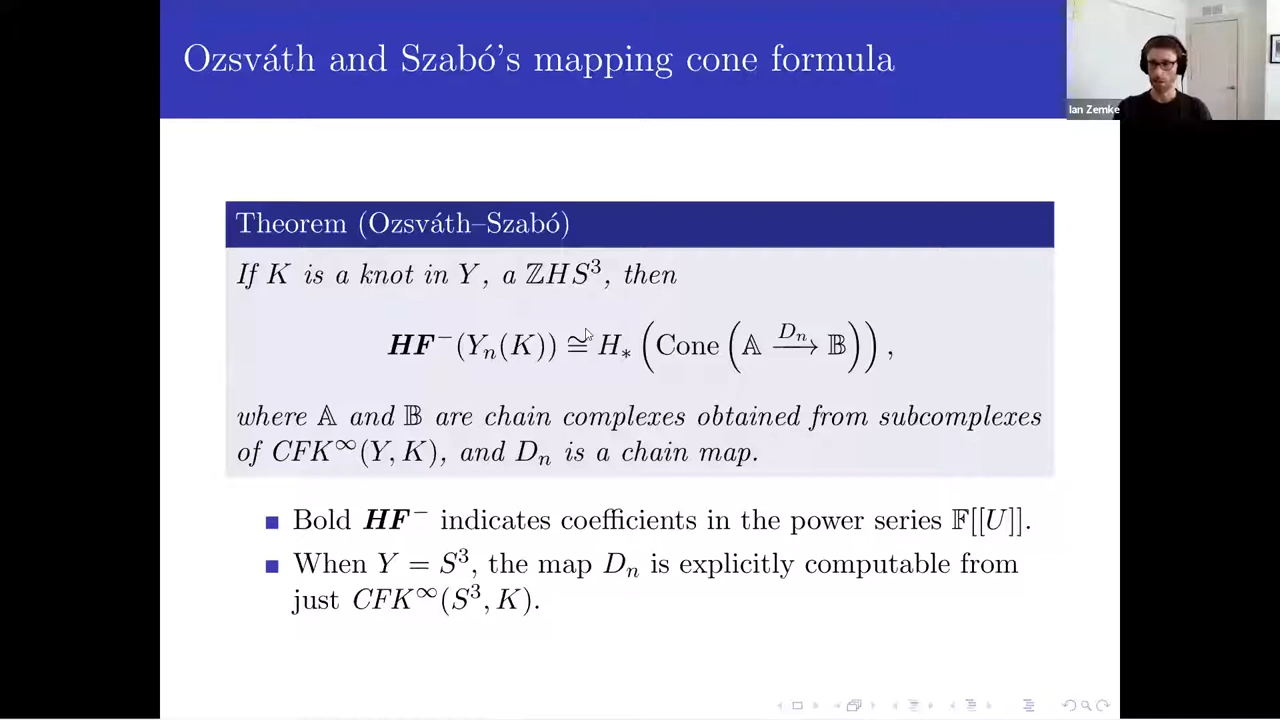 Ozsváth and Szabó's mapping cone formula
Ian Zemke
Theorem (Ozsváth–Szabó)
If K is a knot in Y, a ℤHS³, then
HF⁻(Yₙ(K)) ≅ H_*(Cone(𝔸 —Dₙ→ 𝔹)),
where 𝔸 and 𝔹 are chain complexes obtained from subcomplexes
of CFK^∞(Y, K), and Dₙ is a chain map.
■ Bold HF⁻ indicates coefficients in the power series 𝔽[[U]].
■ When Y = S³, the map Dₙ is explicitly computable from
just CFK^∞(S³, K).